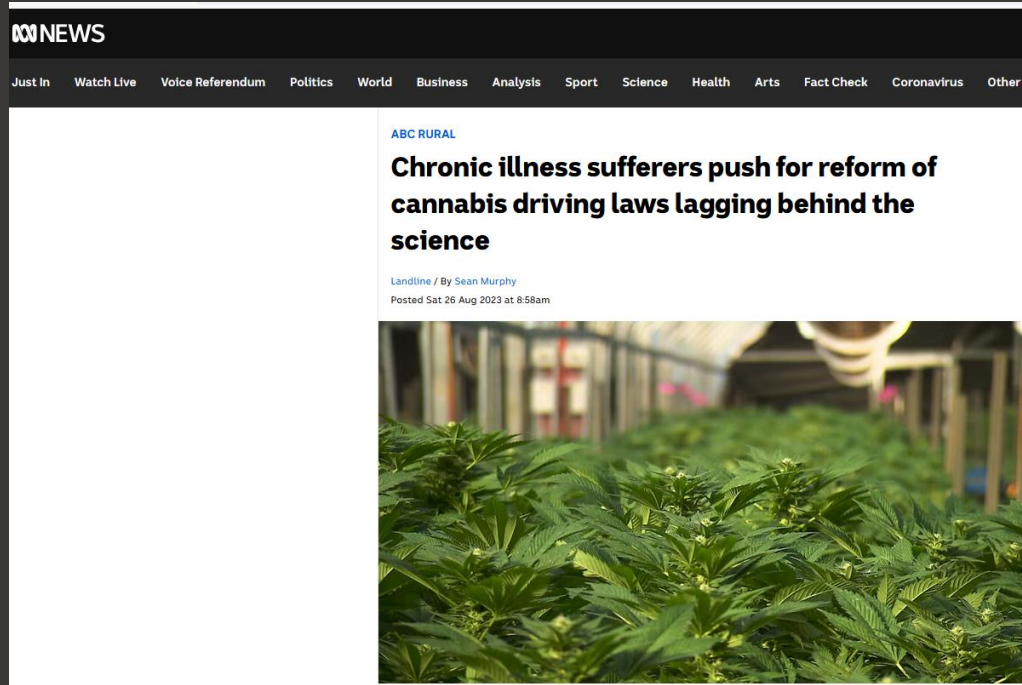 NEWS
Just In Watch Live Voice Referendum Politics World Business Analysis Sport Science Health Arts Fact Check Coronavirus Other
ABC RURAL
Chronic illness sufferers push for reform of
cannabis driving laws lagging behind the
science
Landline / By Sean Murphy
Posted Sat 26 Aug 2023 at 8:58am